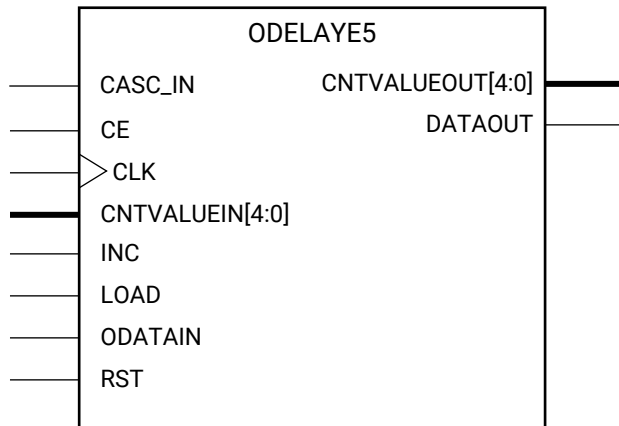 ODELAYE5
CASC_IN CNTVALUEOUT[4:0]
CE DATAOUT
CLK
CNTVALUEIN[4:0]
INC
LOAD
ODATAIN
RST